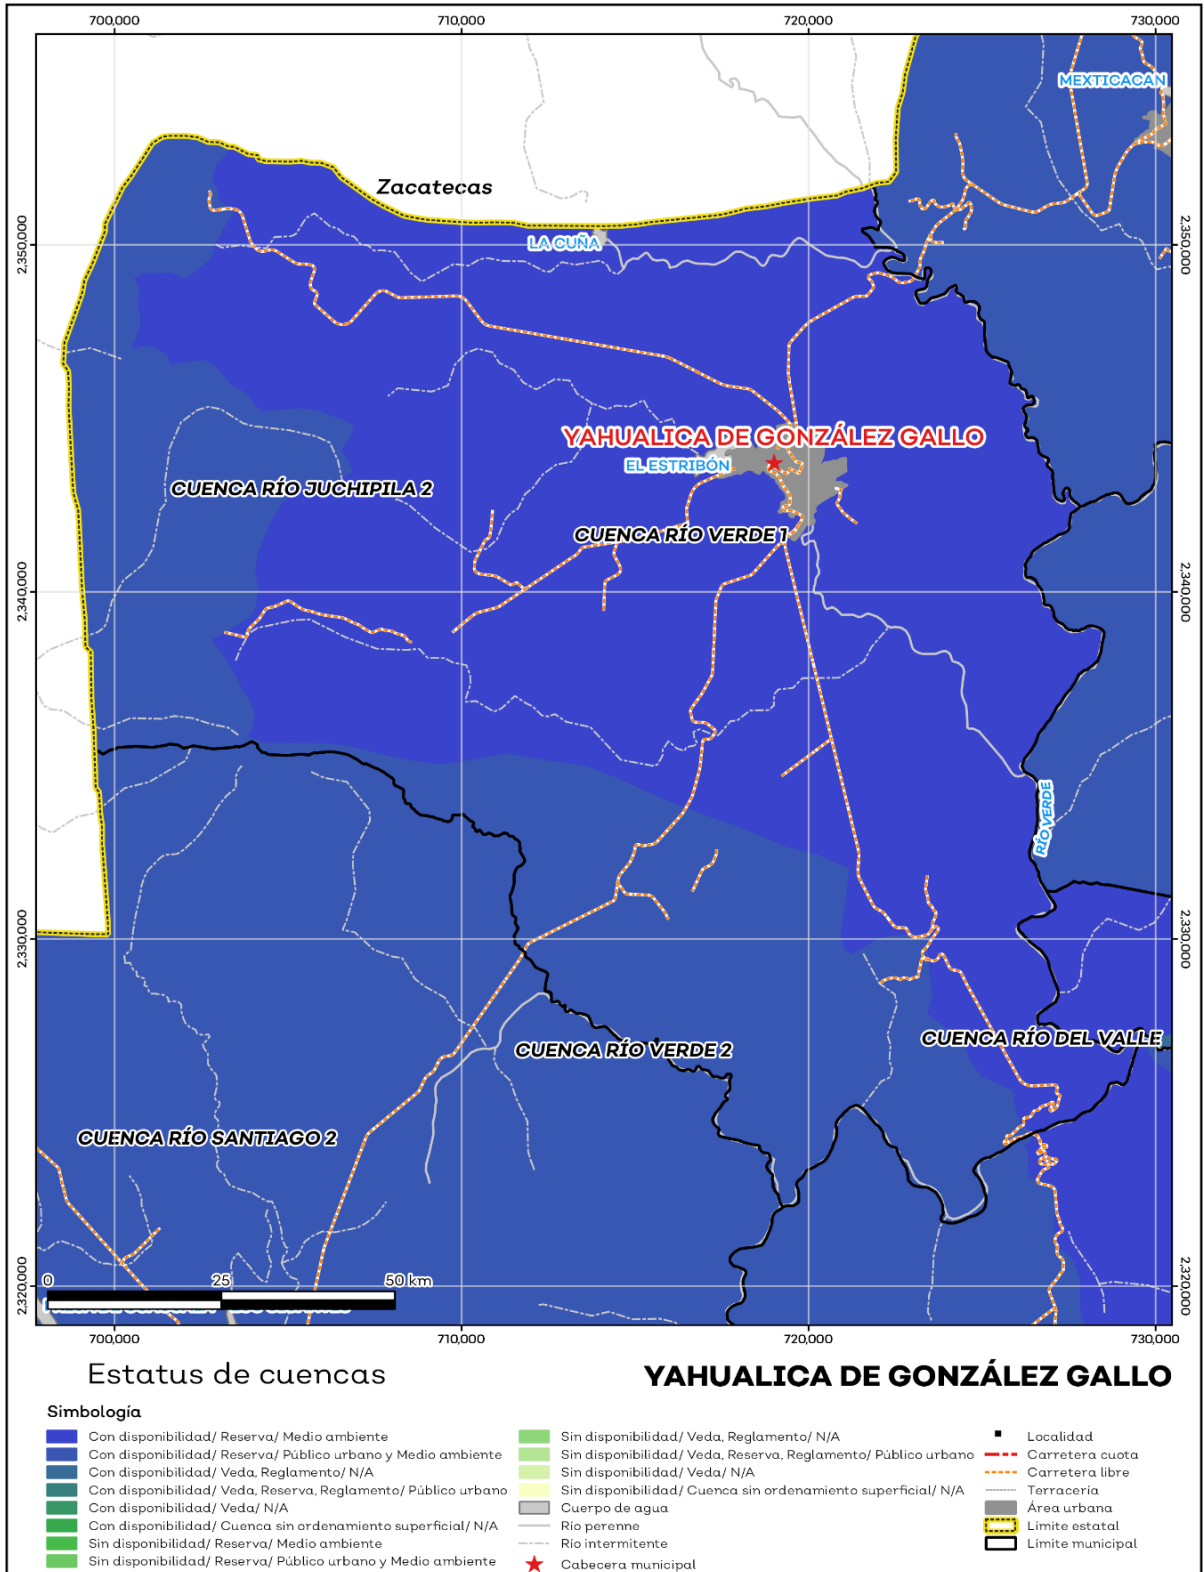 700,000
710,000
720,000
730,000
MEXTICACAN
Zacatecas
2,350,000
LA CUÑA
2,350,000
YAHUALICA DE GONZÁLEZ GALLO
EL ESTRIBÓN
CUENCA RÍO JUCHIPILA 2
CUENCA RÍO VERDE 1
2,340,000
2,340,000
RÍO VERDE
2,330,000
2,330,000
CUENCA RÍO DEL VALLE
CUENCA RÍO VERDE 2
CUENCA RÍO SANTIAGO 2
2,320,000
2,320,000
0 25 50 km
700,000
710,000
720,000
730,000
Estatus de cuencas
YAHUALICA DE GONZÁLEZ GALLO
Simbología
Con disponibilidad/ Reserva/ Medio ambiente
Con disponibilidad/ Reserva/ Público urbano y Medio ambiente
Con disponibilidad/ Veda, Reglamento/ N/A
Con disponibilidad/ Veda, Reserva, Reglamento/ Público urbano
Con disponibilidad/ Veda/ N/A
Con disponibilidad/ Cuenca sin ordenamiento superficial/ N/A
Sin disponibilidad/ Reserva/ Medio ambiente
Sin disponibilidad/ Reserva/ Público urbano y Medio ambiente
Sin disponibilidad/ Veda, Reglamento/ N/A
Sin disponibilidad/ Veda, Reserva, Reglamento/ Público urbano
Sin disponibilidad/ Veda/ N/A
Sin disponibilidad/ Cuenca sin ordenamiento superficial/ N/A
Cuerpo de agua
Río perenne
Río intermitente
Cabecera municipal
Localidad
Carretera cuota
Carretera libre
Terracería
Área urbana
Límite estatal
Límite municipal